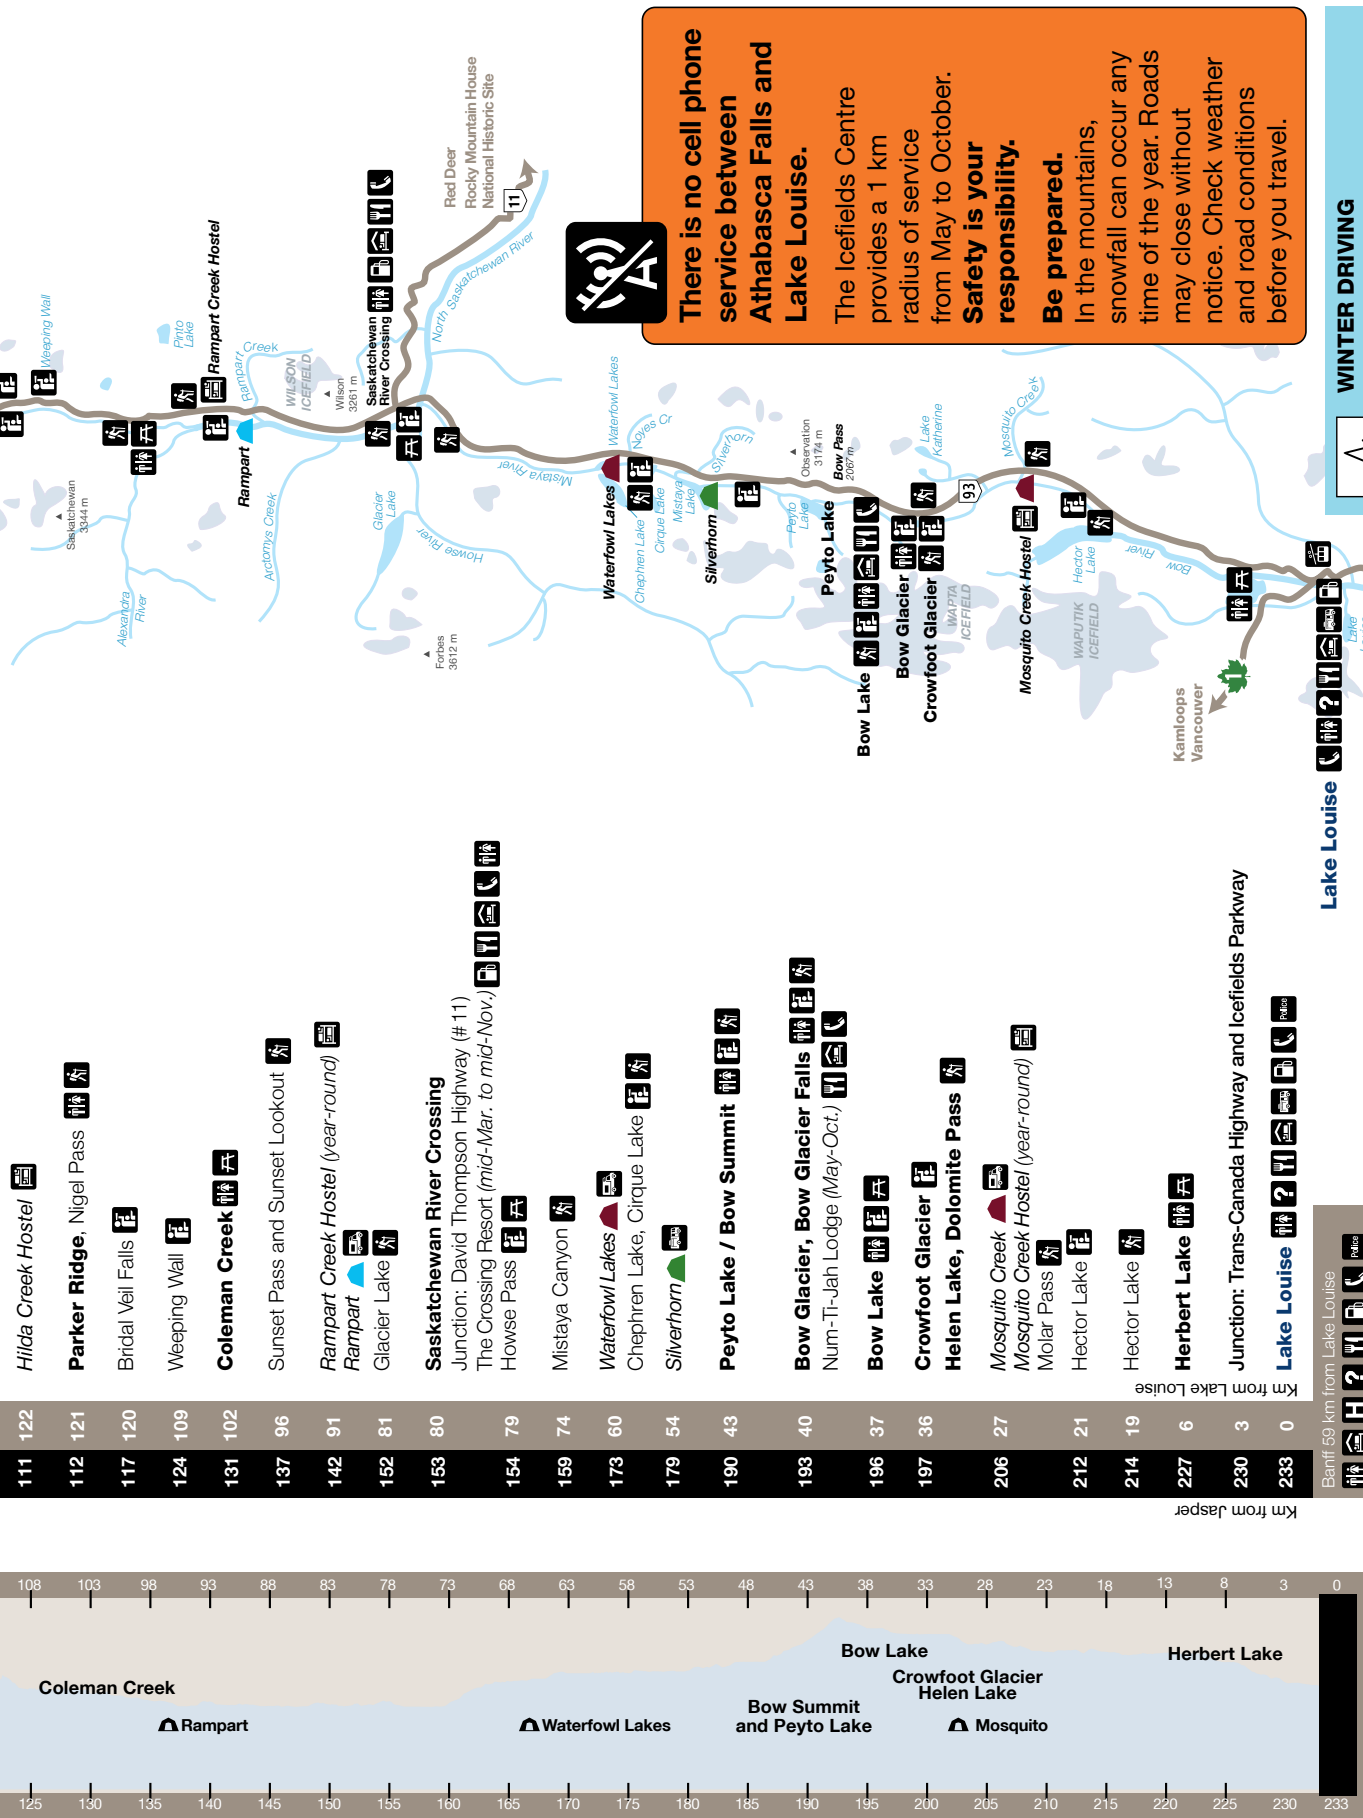 Saskatchewan
3344 m
Weeping Wall
Pinto
Lake
Rampart Creek Hostel
Rampart Creek
Rampart
WILSON
ICEFIELD
Wilson
3261 m
Saskatchewan
River Crossing
Alexandra
River
Arctomys Creek
Glacier
Lake
Howse River
Forbes
3612 m
Red Deer
Rocky Mountain House
National Historic Site
11
North Saskatchewan River
Mistaya River
Waterfowl Lakes
Waterfowl Lakes
Noyes Cr
Chephren Lake
Cirque Lake
Mistaya
Lake
Silverhorn
Silverhorn
Observation
3174 m
Bow Pass
2067 m
Peyto
Lake
Peyto Lake
Bow Lake
Bow Glacier
Crowfoot Glacier
Lake
Katherine
WAPTA
ICEFIELD
93
Mosquito Creek
Mosquito Creek Hostel
Hector
Lake
WAPUTIK
ICEFIELD
Bow
River
Kamloops
Vancouver
1
?
Lake
Lake Louise
There is no cell phone
service between
Athabasca Falls and
Lake Louise.
The Icefields Centre
provides a 1 km
radius of service
from May to October.
Safety is your
responsibility.
Be prepared.
In the mountains,
snowfall can occur any
time of the year. Roads
may close without
notice. Check weather
and road conditions
before you travel.
WINTER DRIVING
111 122 Hilda Creek Hostel
112 121 Parker Ridge, Nigel Pass
117 120 Bridal Veil Falls
124 109 Weeping Wall
131 102 Coleman Creek
137 96 Sunset Pass and Sunset Lookout
142 91 Rampart Creek Hostel (year-round)
Rampart
152 81 Glacier Lake
153 80 Saskatchewan River Crossing
Junction: David Thompson Highway (#11)
The Crossing Resort (mid-Mar. to mid-Nov.)
154 79 Howse Pass
159 74 Mistaya Canyon
173 60 Waterfowl Lakes
Chephren Lake, Cirque Lake
179 54 Silverhorn
190 43 Peyto Lake / Bow Summit
193 40 Bow Glacier, Bow Glacier Falls
Num-Ti-Jah Lodge (May-Oct.)
196 37 Bow Lake
197 36 Crowfoot Glacier
Helen Lake, Dolomite Pass
206 27 Mosquito Creek
Mosquito Creek Hostel (year-round)
Molar Pass
212 21 Hector Lake
214 19 Hector Lake
227 6 Herbert Lake
230 3 Junction: Trans-Canada Highway and Icefields Parkway
233 0 Lake Louise ? Police
Km from Jasper
Km from Lake Louise
Banff 59 km from Lake Louise
H ? Police
108 103 98 93 88 83 78 73 68 63 58 53 48 43 38 33 28 23 18 13 8 3 0
Coleman Creek
Rampart
Waterfowl Lakes
Bow Summit
and Peyto Lake
Bow Lake
Crowfoot Glacier
Helen Lake
Mosquito
Herbert Lake
125 130 135 140 145 150 155 160 165 170 175 180 185 190 195 200 205 210 215 220 225 230 233